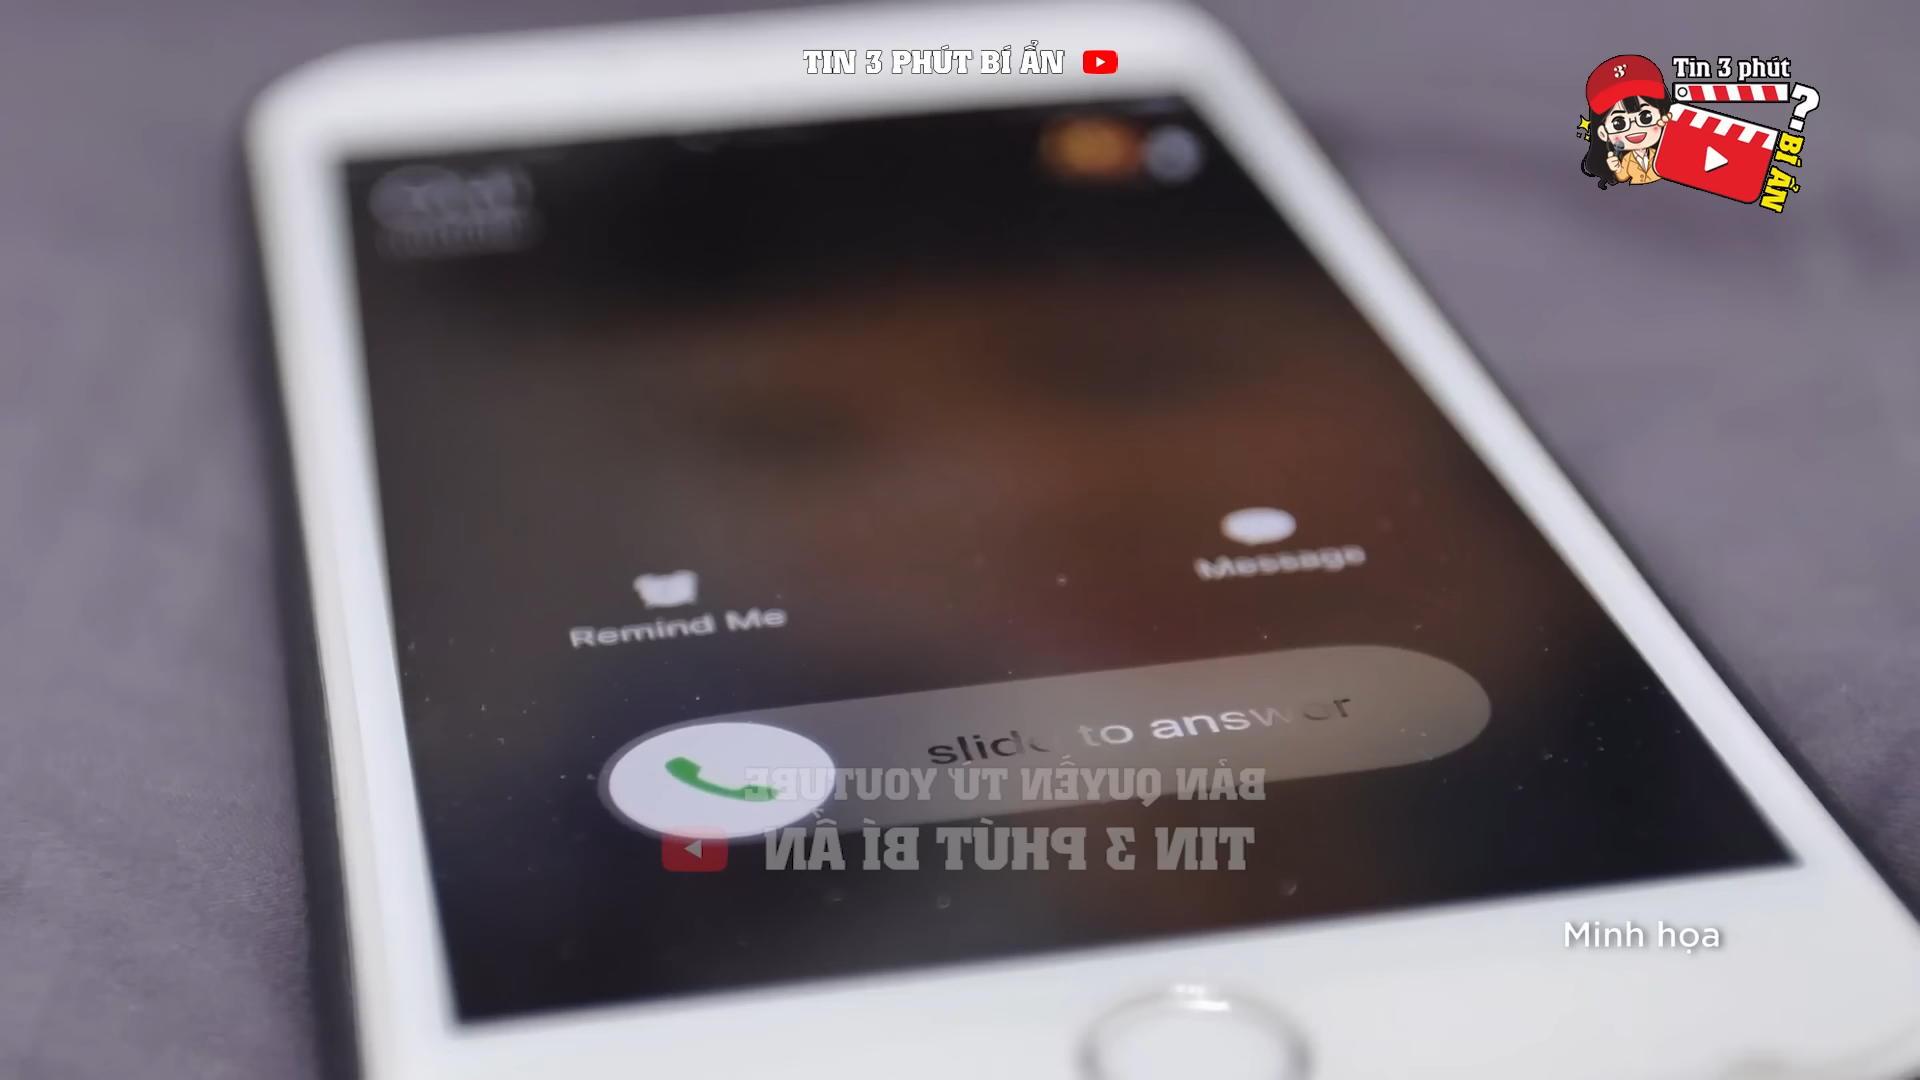 TIN 3 PHÚT BÍ ẨN
3'
Tin 3 phút
?
BÍ ẨN
Message
Remind Me
slide to answer
BẢN QUYỀN TỪ YOUTUBE
TIN 3 PHÚT BÍ ẨN
Minh họa